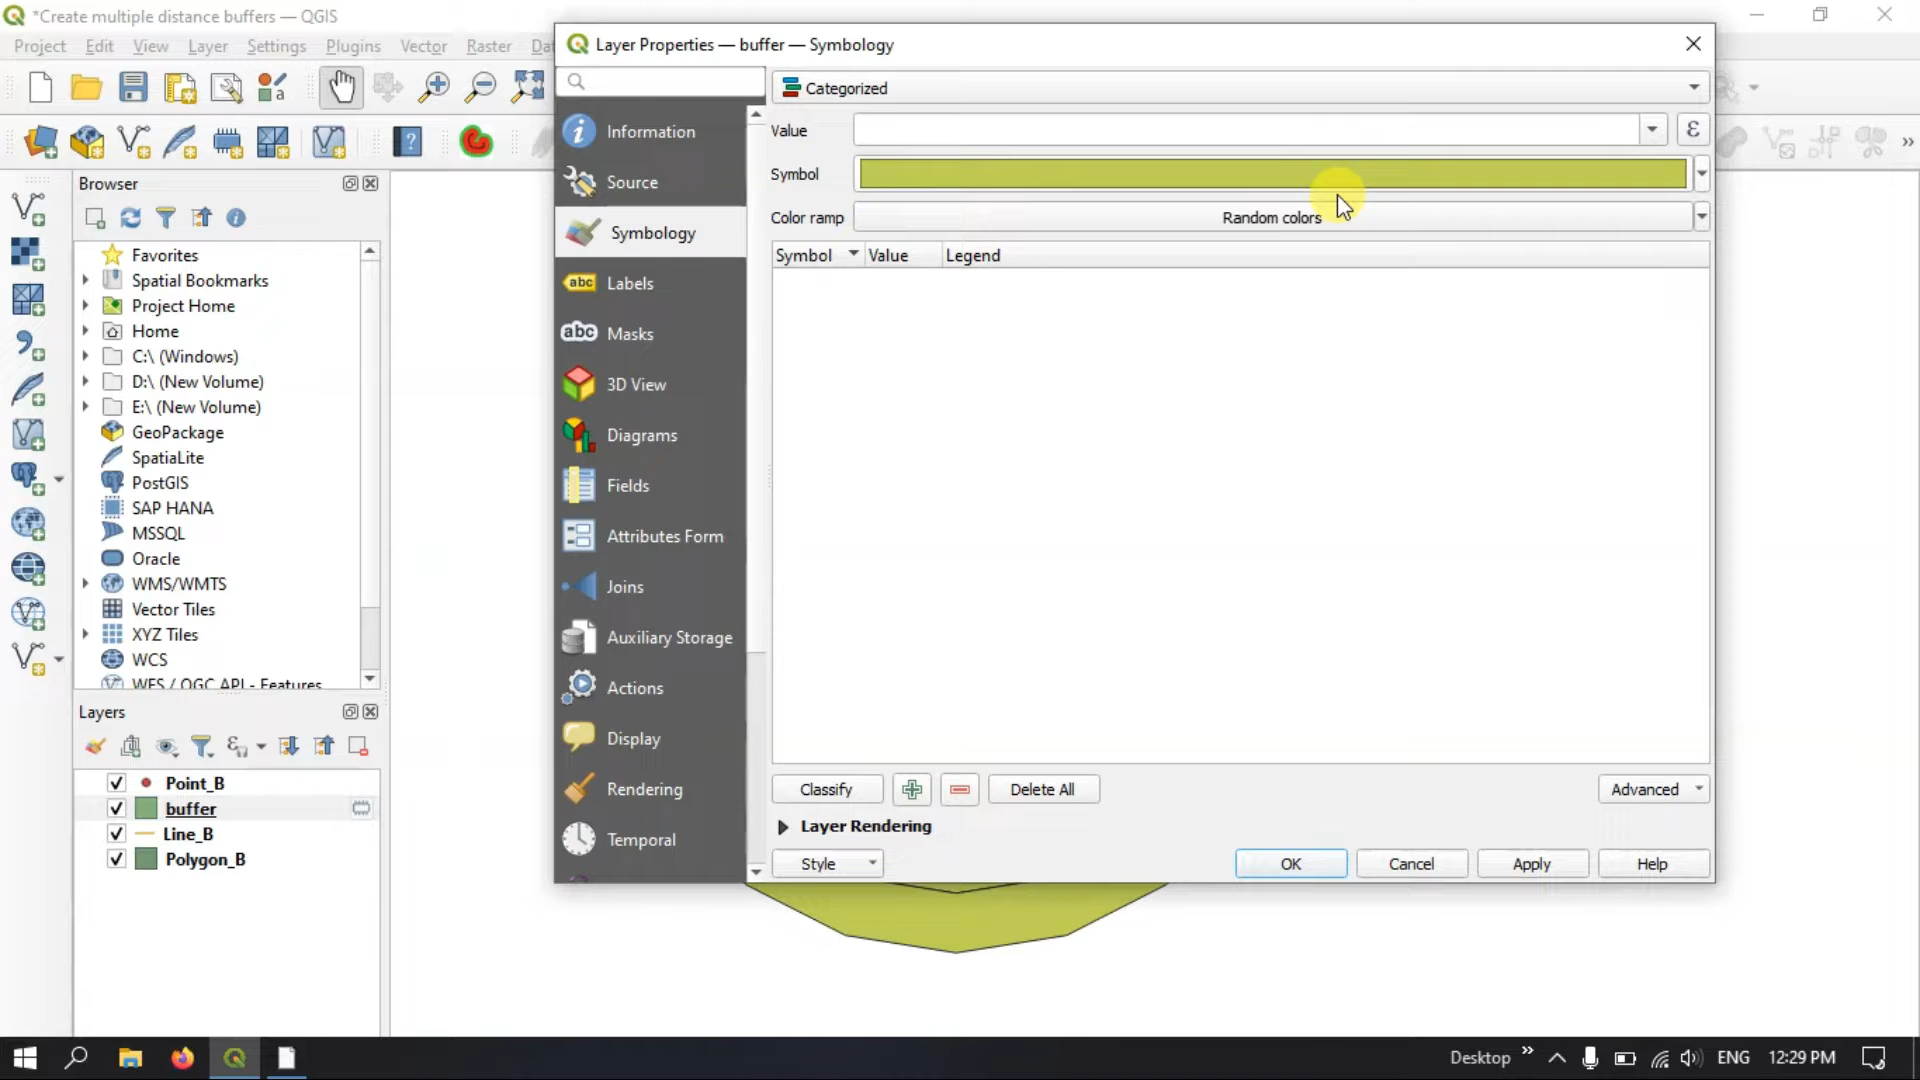 *Create multiple distance buffers — QGIS
Project Edit View Layer Settings Plugins Vector Raster Da
Layer Properties — buffer — Symbology
Categorized
Value
Symbol
Color ramp
Random colors
Symbol Value Legend
Information
Source
Symbology
Labels
Masks
3D View
Diagrams
Fields
Attributes Form
Joins
Auxiliary Storage
Actions
Display
Rendering
Temporal
Classify
Delete All
Advanced
Layer Rendering
Style
OK
Cancel
Apply
Help
Browser
Favorites
Spatial Bookmarks
Project Home
Home
C:\ (Windows)
D:\ (New Volume)
E:\ (New Volume)
GeoPackage
SpatiaLite
PostGIS
SAP HANA
MSSQL
Oracle
WMS/WMTS
Vector Tiles
XYZ Tiles
WCS
WFS / OGC API - Features
Layers
Point_B
buffer
Line_B
Polygon_B
Desktop
ENG
12:29 PM